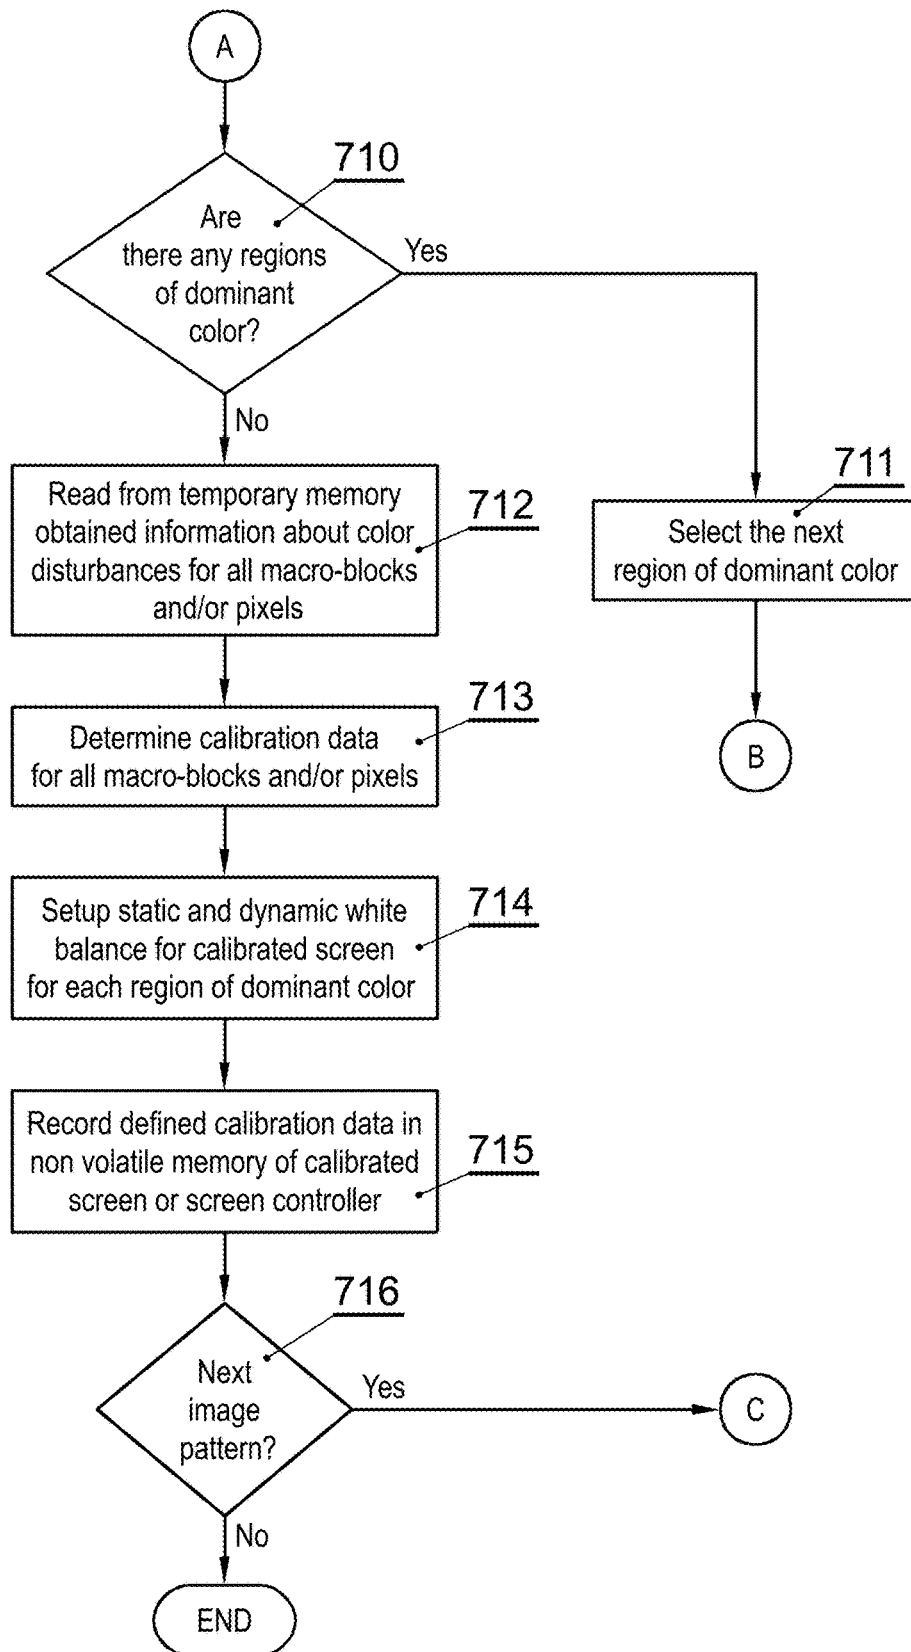 A
710
Are
there any regions
of dominant
color?
Yes
No
711
Select the next
region of dominant color
B
Read from temporary memory
obtained information about color
disturbances for all macro-blocks
and/or pixels
712
713
Determine calibration data
for all macro-blocks and/or pixels
714
Setup static and dynamic white
balance for calibrated screen
for each region of dominant color
Record defined calibration data in
non volatile memory of calibrated
screen or screen controller
715
716
Next
image
pattern?
Yes
C
No
END